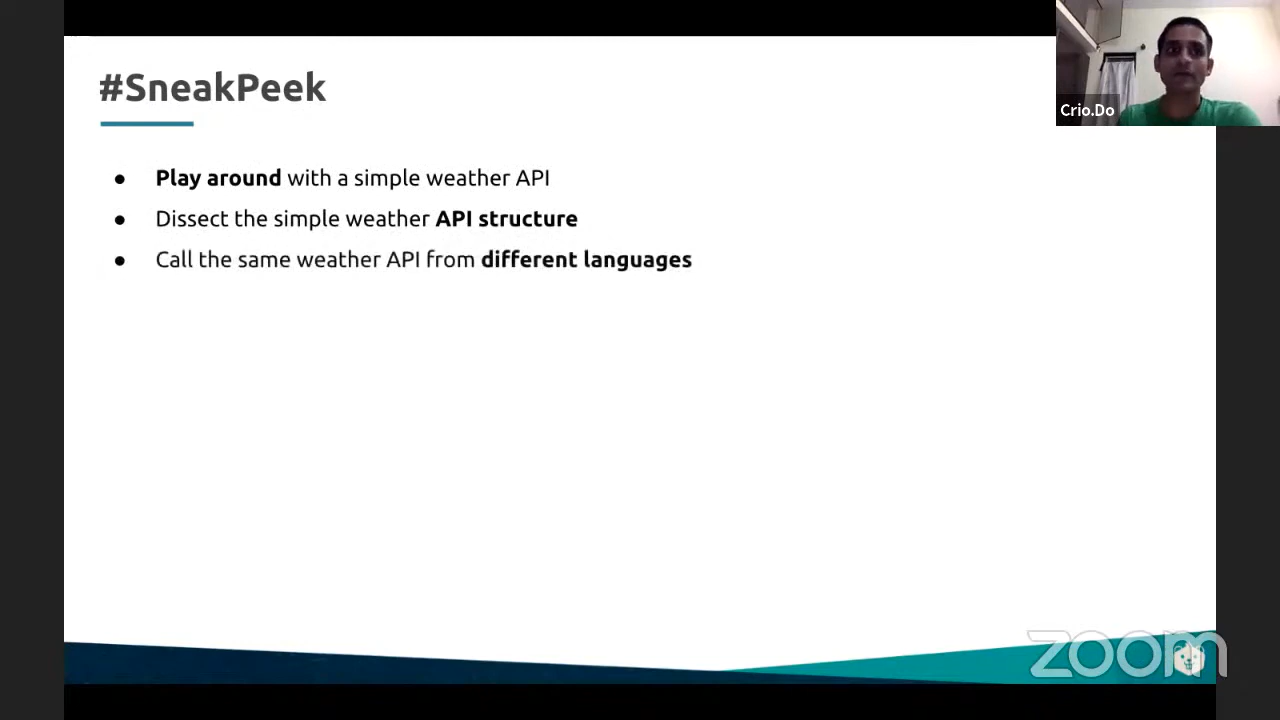 #SneakPeek
Crio.Do
● Play around with a simple weather API
● Dissect the simple weather API structure
● Call the same weather API from different languages
zoom